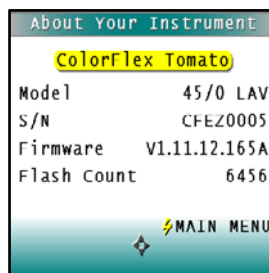 About Your Instrument
ColorFlex Tomato
Model 45/0 LAV
S/N CFEZ0005
Firmware V1.11.12.165A
Flash Count 6456
MAIN MENU